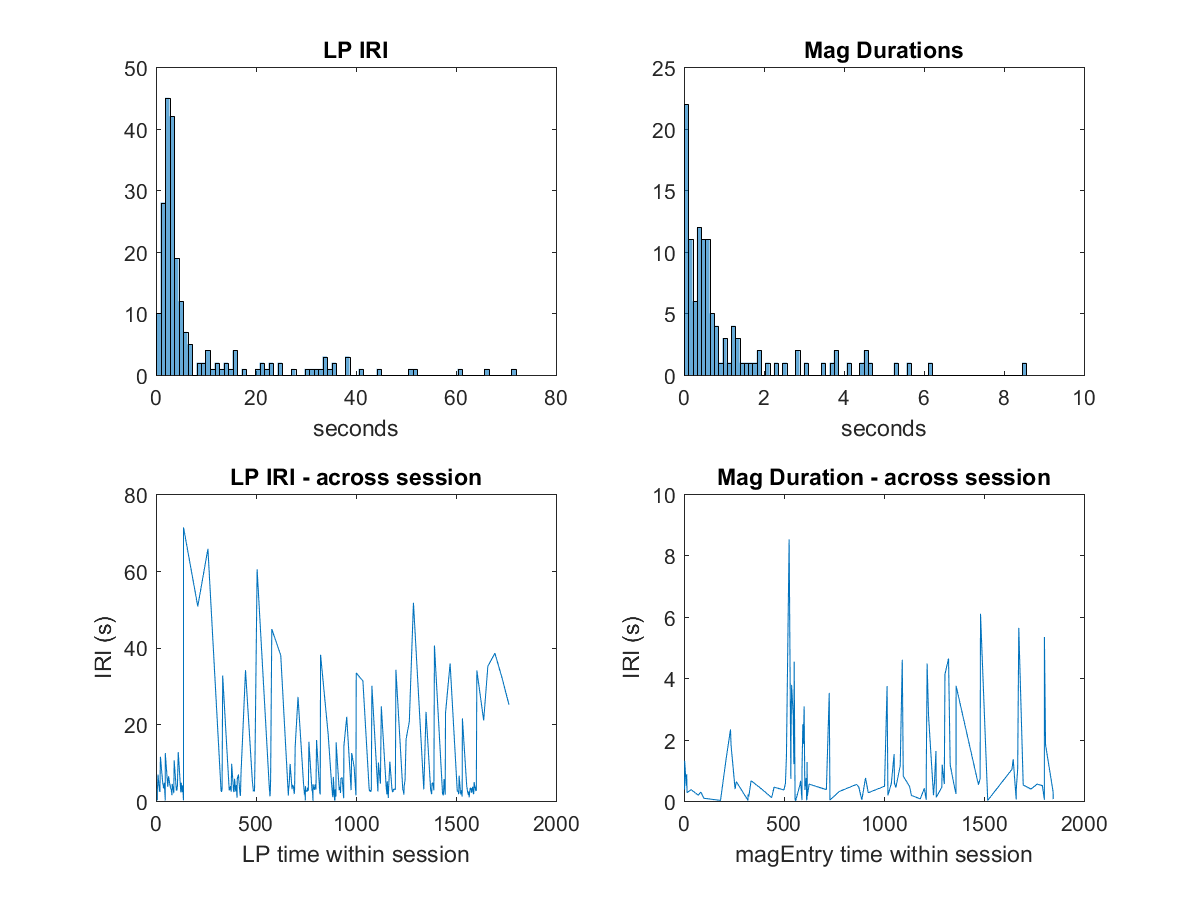 LP IRI
50
40
30
20
10
0
0 20 40 60 80
seconds
Mag Durations
25
20
15
10
5
0
0 2 4 6 8 10
seconds
LP IRI - across session
IRI (s)
80
60
40
20
0
0 500 1000 1500 2000
LP time within session
Mag Duration - across session
IRI (s)
10
8
6
4
2
0
0 500 1000 1500 2000
magEntry time within session